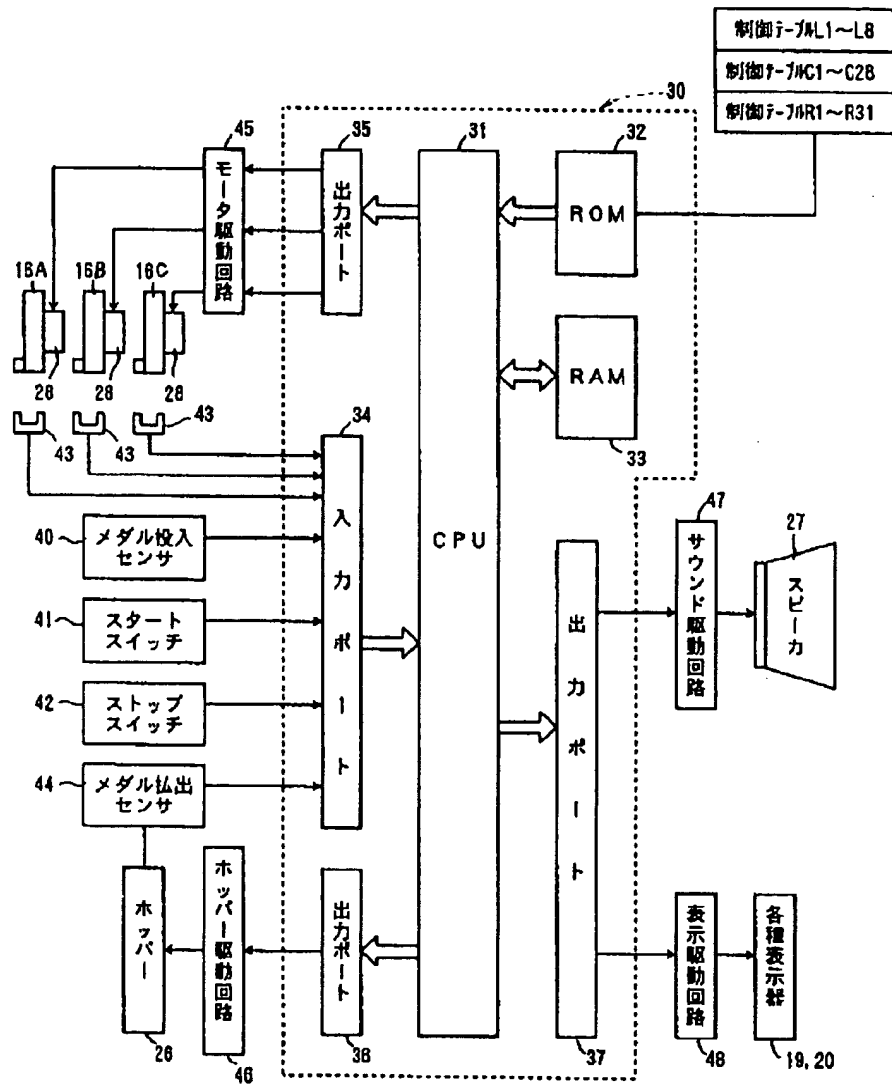 制御テーブルL1〜L8
制御テーブルC1〜C28
制御テーブルR1〜R31
30
45
35
31
32
モータ駆動回路
出力ポート
ROM
16A
16B
16C
28
28
28
RAM
33
43
43
43
34
入力ポート
CPU
40
メダル投入
センサ
41
スタート
スイッチ
42
ストップ
スイッチ
44
メダル払出
センサ
47
サウンド駆動回路
27
スピーカ
出力ポート
37
ホッパー
26
ホッパー駆動回路
46
出力ポート
36
表示駆動回路
48
各種表示器
19,20